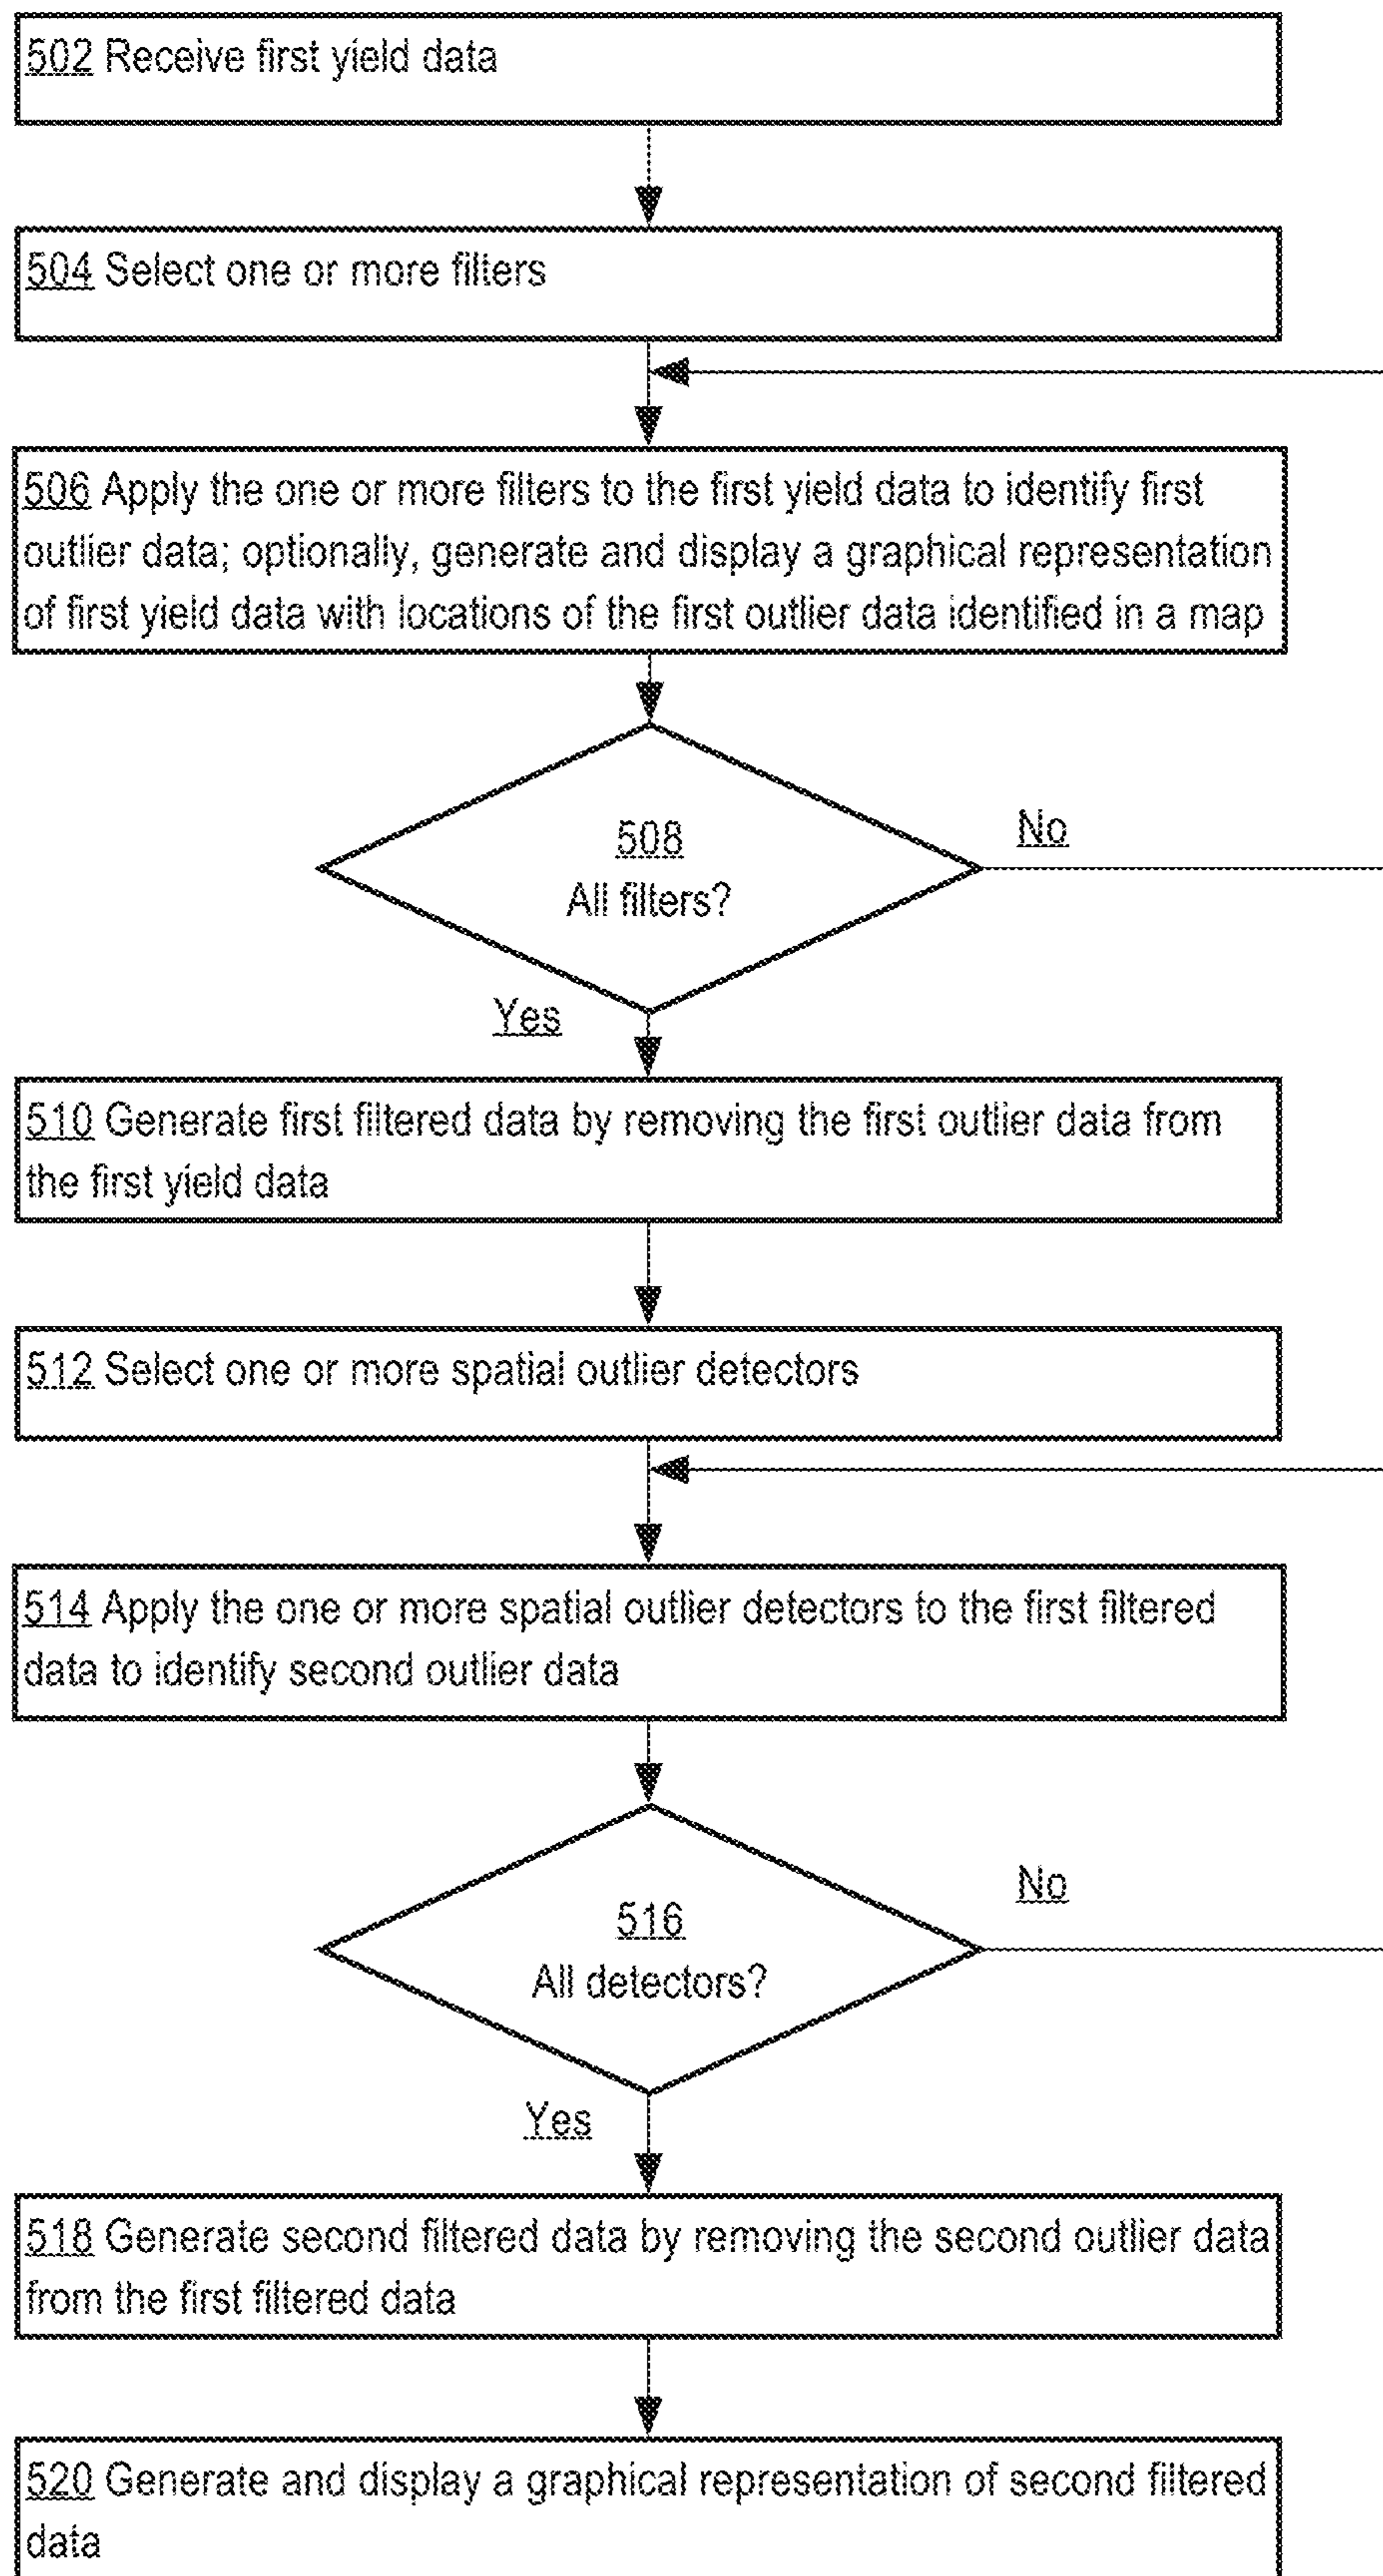 502 Receive first yield data
504 Select one or more filters
506 Apply the one or more filters to the first yield data to identify first
outlier data; optionally, generate and display a graphical representation
of first yield data with locations of the first outlier data identified in a map
508
All filters?
No
Yes
510 Generate first filtered data by removing the first outlier data from
the first yield data
512 Select one or more spatial outlier detectors
514 Apply the one or more spatial outlier detectors to the first filtered
data to identify second outlier data
516
All detectors?
No
Yes
518 Generate second filtered data by removing the second outlier data
from the first filtered data
520 Generate and display a graphical representation of second filtered
data